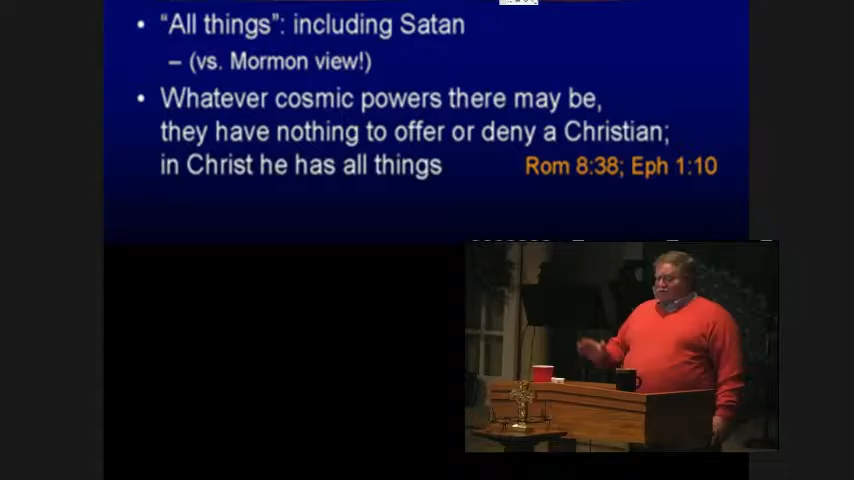 • “All things”: including Satan
– (vs. Mormon view!)
• Whatever cosmic powers there may be,
they have nothing to offer or deny a Christian;
in Christ he has all things Rom 8:38; Eph 1:10